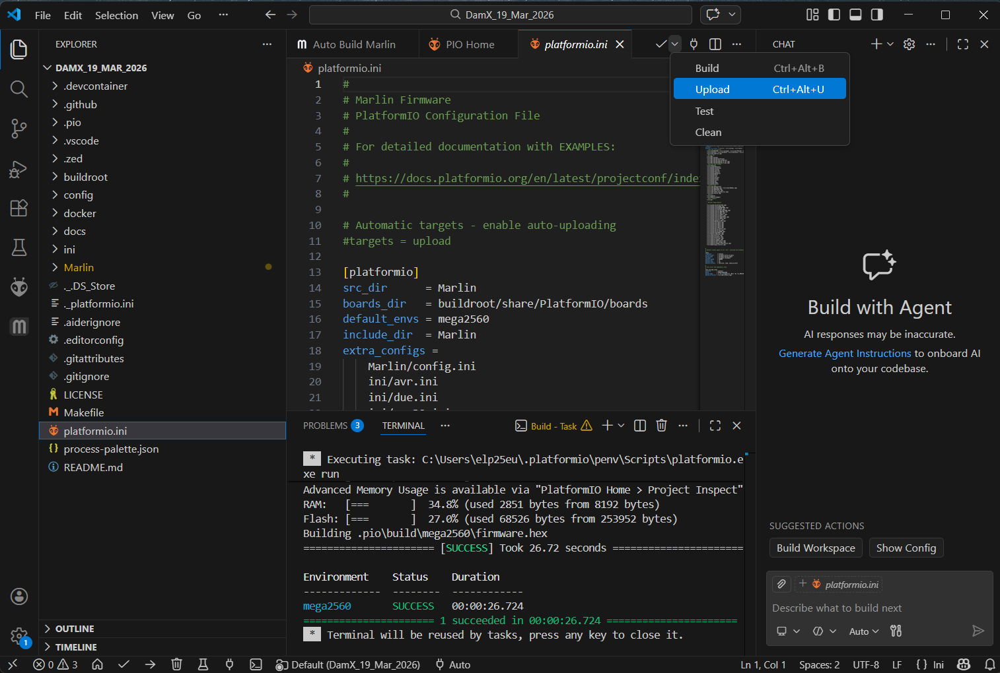 File Edit Selection View Go ··· DamX_19_Mar_2026
EXPLORER ···
DAMX_19_MAR_2026
.devcontainer
.github
.pio
.vscode
.zed
buildroot
config
docker
docs
ini
Marlin
._.DS_Store
._platformio.ini
.aiderignore
.editorconfig
.gitattributes
.gitignore
LICENSE
Makefile
platformio.ini
process-palette.json
README.md
OUTLINE
TIMELINE
Auto Build Marlin PIO Home platformio.ini
platformio.ini
Build Ctrl+Alt+B
Upload Ctrl+Alt+U
Test
Clean
1 #
2 # Marlin Firmware
3 # PlatformIO Configuration File
4 #
5 # For detailed documentation with EXAMPLES:
6 #
7 # https://docs.platformio.org/en/latest/projectconf/inde
8 #
9
10 # Automatic targets - enable auto-uploading
11 #targets = upload
12
13 [platformio]
14 src_dir = Marlin
15 boards_dir = buildroot/share/PlatformIO/boards
16 default_envs = mega2560
17 include_dir = Marlin
18 extra_configs =
19 Marlin/config.ini
20 ini/avr.ini
21 ini/due.ini
PROBLEMS 3 TERMINAL ··· Build - Task
* Executing task: C:\Users\elp25eu\.platformio\penv\Scripts\platformio.e
xe run
Advanced Memory Usage is available via "PlatformIO Home > Project Inspect"
RAM: [=== ] 34.8% (used 2851 bytes from 8192 bytes)
Flash: [=== ] 27.0% (used 68526 bytes from 253952 bytes)
Building .pio\build\mega2560\firmware.hex
====================== [SUCCESS] Took 26.72 seconds ======================
Environment Status Duration
------------- -------- ------------
mega2560 SUCCESS 00:00:26.724
====================== 1 succeeded in 00:00:26.724 ======================
* Terminal will be reused by tasks, press any key to close it.
CHAT
Build with Agent
AI responses may be inaccurate.
Generate Agent Instructions to onboard AI
onto your codebase.
SUGGESTED ACTIONS
Build Workspace Show Config
platformio.ini
Describe what to build next
Auto
1
0 3 Default (DamX_19_Mar_2026) Auto Ln 1, Col 1 Spaces: 2 UTF-8 LF { } Ini